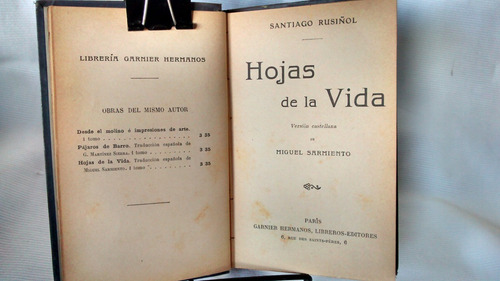 LIBRERÍA GARNIER HERMANOS
OBRAS DEL MISMO AUTOR
Desde el molino é impresiones de arte.
1 tomo . . . . . . . . . . . . . . 3 35
Pájaros de Barro. Traducción española de
G. Martínez Sierra. 1 tomo . . . . . 3 35
Hojas de la Vida. Traducción española de
Miguel Sarmiento. 1 tomo . . . . . . 3 35
SANTIAGO RUSIÑOL
Hojas
de la Vida
Versión castellana
DE
MIGUEL SARMIENTO
PARÍS
GARNIER HERMANOS, LIBREROS-EDITORES
6, RUE DES SAINTS-PÈRES, 6